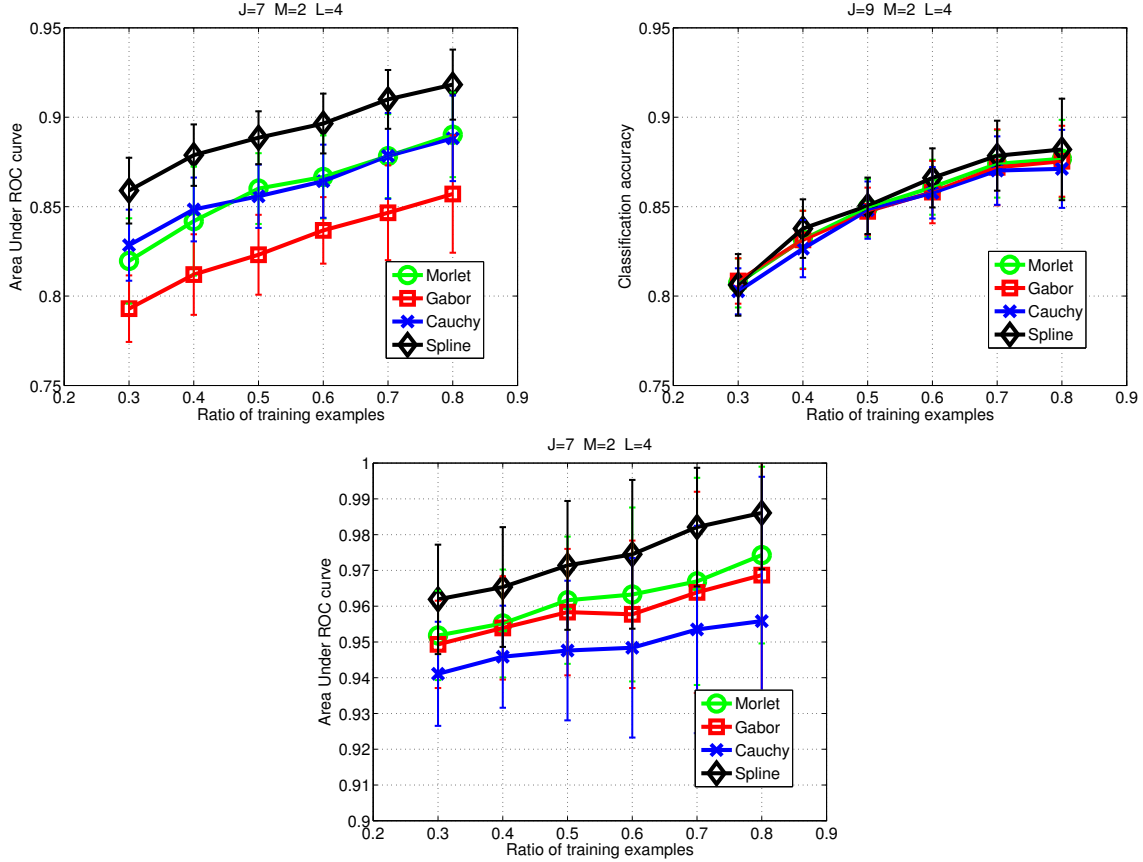 J=7 M=2 L=4
0.95
0.9
0.85
0.8
0.75
0.2 0.3 0.4 0.5 0.6 0.7 0.8 0.9
Area Under ROC curve
Ratio of training examples
Morlet
Gabor
Cauchy
Spline
J=9 M=2 L=4
0.95
0.9
0.85
0.8
0.75
0.2 0.3 0.4 0.5 0.6 0.7 0.8 0.9
Classification accuracy
Ratio of training examples
Morlet
Gabor
Cauchy
Spline
J=7 M=2 L=4
1
0.99
0.98
0.97
0.96
0.95
0.94
0.93
0.92
0.91
0.9
0.2 0.3 0.4 0.5 0.6 0.7 0.8 0.9
Area Under ROC curve
Ratio of training examples
Morlet
Gabor
Cauchy
Spline